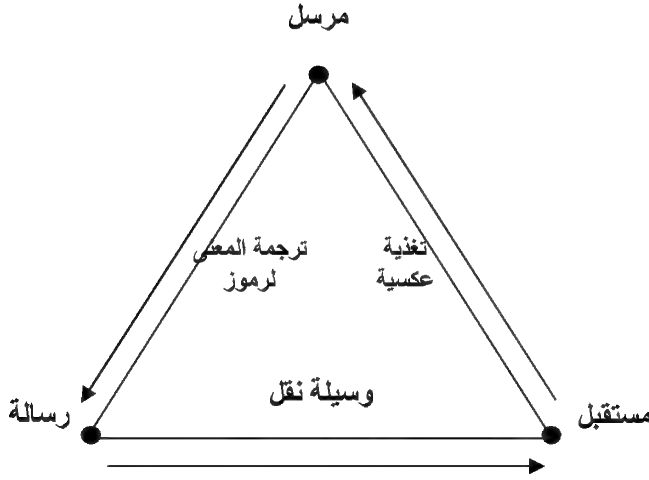 مرسل
ترجمة المعنى
لرموز
تغذية
عكسية
وسيلة نقل
مستقبل
رسالة